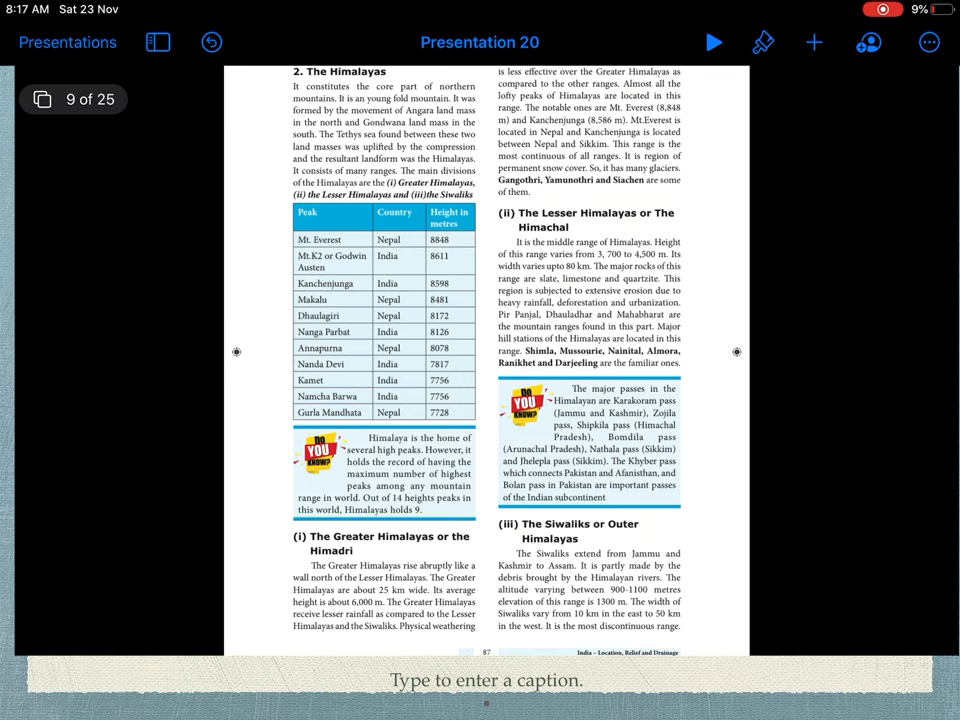 8:17 AM Sat 23 Nov
9%
Presentations
Presentation 20
9 of 25
2. The Himalayas
It constitutes the core part of northern
mountains. It is an young fold mountain. It was
formed by the movement of Angara land mass
in the north and Gondwana land mass in the
south. The Tethys sea found between these two
land masses was uplifted by the compression
and the resultant landform was the Himalayas.
It consists of many ranges. The main divisions
of the Himalayas are the (i) Greater Himalayas,
(ii) the Lesser Himalayas and (iii)the Siwaliks
Peak Country Height in
metres
Mt. Everest Nepal 8848
Mt.K2 or Godwin India 8611
Austen
Kanchenjunga India 8598
Makalu Nepal 8481
Dhaulagiri Nepal 8172
Nanga Parbat India 8126
Annapurna Nepal 8078
Nanda Devi India 7817
Kamet India 7756
Namcha Barwa India 7756
Gurla Mandhata Nepal 7728
DO
YOU
KNOW?
Himalaya is the home of
several high peaks. However, it
holds the record of having the
maximum number of highest
peaks among any mountain
range in world. Out of 14 heights peaks in
this world, Himalayas holds 9.
(i) The Greater Himalayas or the
Himadri
The Greater Himalayas rise abruptly like a
wall north of the Lesser Himalayas. The Greater
Himalayas are about 25 km wide. Its average
height is about 6,000 m. The Greater Himalayas
receive lesser rainfall as compared to the Lesser
Himalayas and the Siwaliks. Physical weathering
is less effective over the Greater Himalayas as
compared to the other ranges. Almost all the
lofty peaks of Himalayas are located in this
range. The notable ones are Mt. Everest (8,848
m) and Kanchenjunga (8,586 m). Mt.Everest is
located in Nepal and Kanchenjunga is located
between Nepal and Sikkim. This range is the
most continuous of all ranges. It is region of
permanent snow cover. So, it has many glaciers.
Gangothri, Yamunothri and Siachen are some
of them.
(ii) The Lesser Himalayas or The
Himachal
It is the middle range of Himalayas. Height
of this range varies from 3, 700 to 4,500 m. Its
width varies upto 80 km. The major rocks of this
range are slate, limestone and quartzite. This
region is subjected to extensive erosion due to
heavy rainfall, deforestation and urbanization.
Pir Panjal, Dhauladhar and Mahabharat are
the mountain ranges found in this part. Major
hill stations of the Himalayas are located in this
range. Shimla, Mussourie, Nainital, Almora,
Ranikhet and Darjeeling are the familiar ones.
DO
YOU
KNOW?
The major passes in the
Himalayan are Karakoram pass
(Jammu and Kashmir), Zojila
pass, Shipkila pass (Himachal
Pradesh), Bomdila pass
(Arunachal Pradesh), Nathala pass (Sikkim)
and Jhelepla pass (Sikkim). The Khyber pass
which connects Pakistan and Afanisthan, and
Bolan pass in Pakistan are important passes
of the Indian subcontinent
(iii) The Siwaliks or Outer
Himalayas
The Siwaliks extend from Jammu and
Kashmir to Assam. It is partly made by the
debris brought by the Himalayan rivers. The
altitude varying between 900-1100 metres
elevation of this range is 1300 m. The width of
Siwaliks vary from 10 km in the east to 50 km
in the west. It is the most discontinuous range.
87
India – Location, Relief and Drainage
Type to enter a caption.